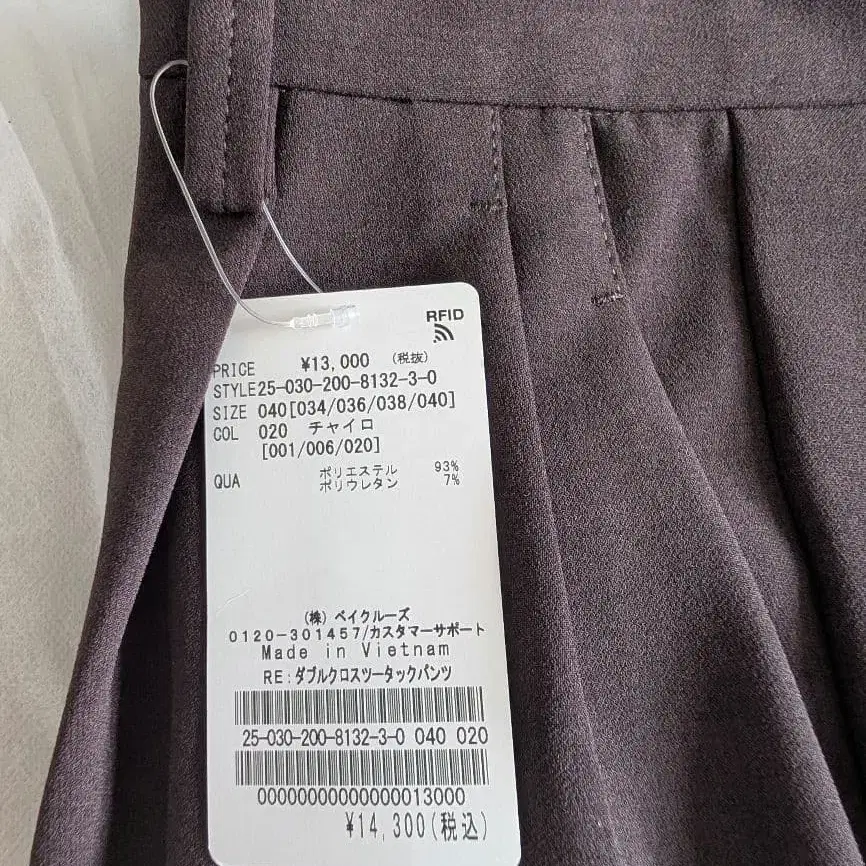 RFID
PRICE ¥13,000 (税抜)
STYLE25-030-200-8132-3-0
SIZE 040[034/036/038/040]
COL 020 チャイロ
[001/006/020]
QUA ポリエステル 93%
ポリウレタン 7%
(株) ベイクルーズ
0120-301457/カスタマーサポート
Made in Vietnam
RE:ダブルクロスツータックパンツ
25-030-200-8132-3-0 040 020
00000000000000013000
¥14,300(税込)